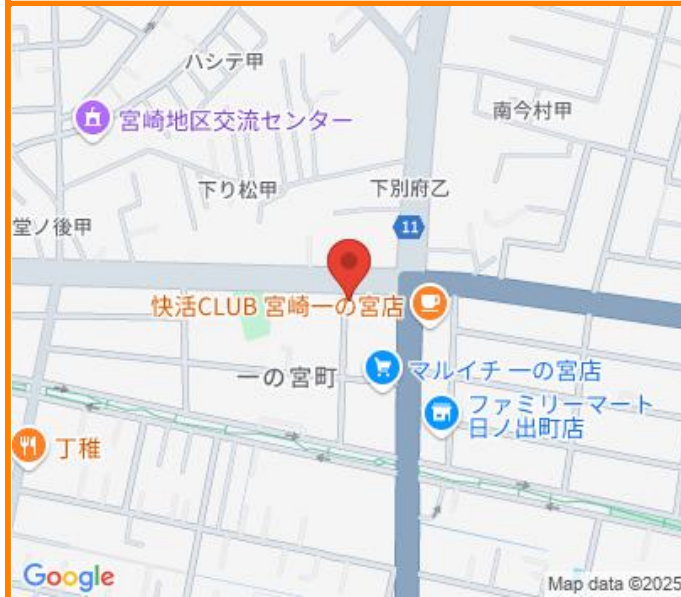 ハシテ甲
宮崎地区交流センター
南今村甲
下り松甲
下別府乙
堂ノ後甲
11
快活CLUB 宮崎一の宮店
一の宮町
マルイチ 一の宮店
ファミリーマート
日ノ出町店
丁稚
Google
Map data ©2025